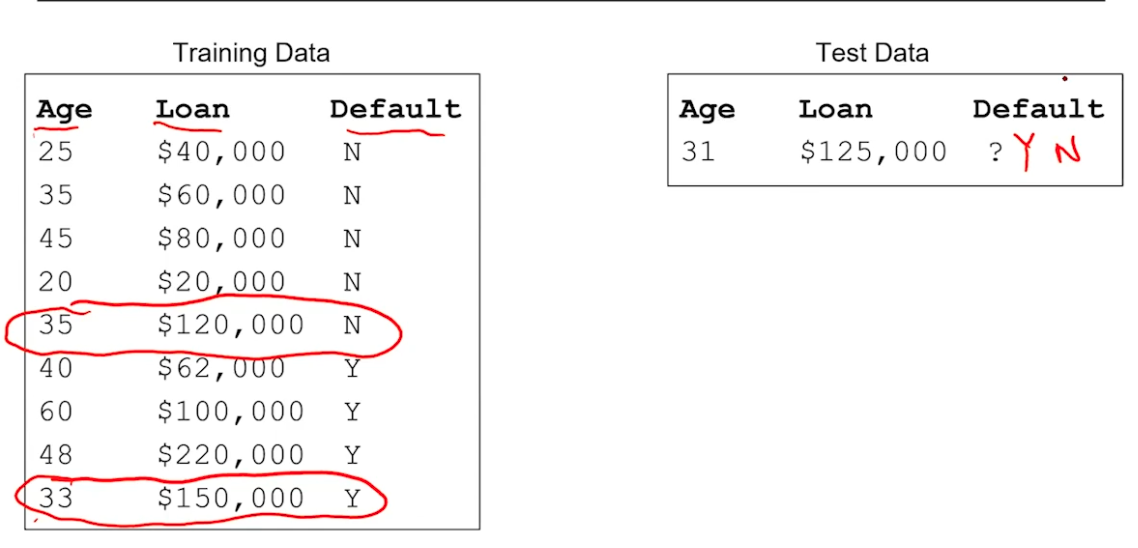 Training Data
Age Loan Default
25 $40,000 N
35 $60,000 N
45 $80,000 N
20 $20,000 N
35 $120,000 N
40 $62,000 Y
60 $100,000 Y
48 $220,000 Y
33 $150,000 Y
Test Data
Age Loan Default
31 $125,000 ? Y N